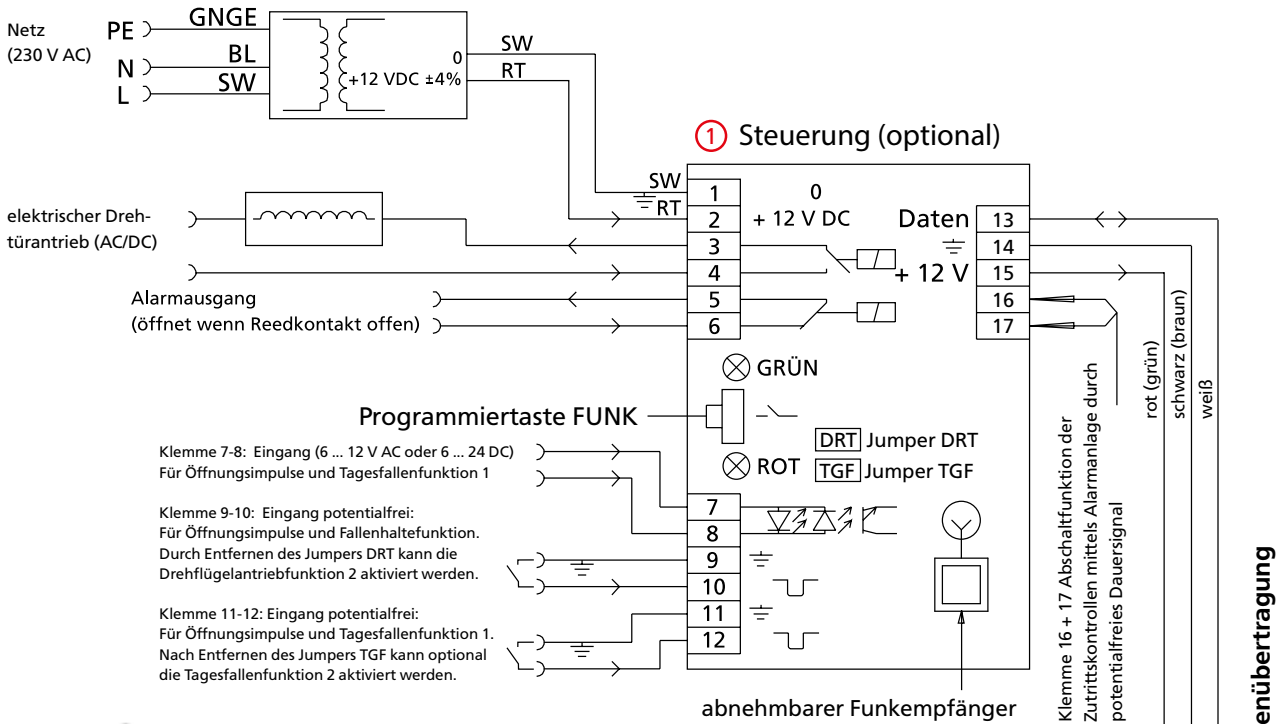 Netz
(230 V AC)
PE
GNGE
N
BL
L
SW
0
+12 VDC ±4%
SW
RT
1 Steuerung (optional)
SW
RT
1
2
3
4
5
6
0
+ 12 V DC
Daten
+ 12 V
13
14
15
16
17
elektrischer Dreh-
türantrieb (AC/DC)
Alarmausgang
(öffnet wenn Reedkontakt offen)
GRÜN
Programmiertaste FUNK
ROT
DRT Jumper DRT
TGF Jumper TGF
Klemme 7-8: Eingang (6 ... 12 V AC oder 6 ... 24 DC)
Für Öffnungsimpulse und Tagesfallenfunktion 1
Klemme 9-10: Eingang potentialfrei:
Für Öffnungsimpulse und Fallenhaltefunktion.
Durch Entfernen des Jumpers DRT kann die
Drehflügelantriebfunktion 2 aktiviert werden.
Klemme 11-12: Eingang potentialfrei:
Für Öffnungsimpulse und Tagesfallenfunktion 1.
Nach Entfernen des Jumpers TGF kann optional
die Tagesfallenfunktion 2 aktiviert werden.
7
8
9
10
11
12
abnehmbarer Funkempfänger
Klemme 16 + 17 Abschaltfunktion der
Zutrittskontrollen mittels Alarmanlage durch
potentialfreies Dauersignal
rot (grün)
schwarz (braun)
weiß
enübertragung